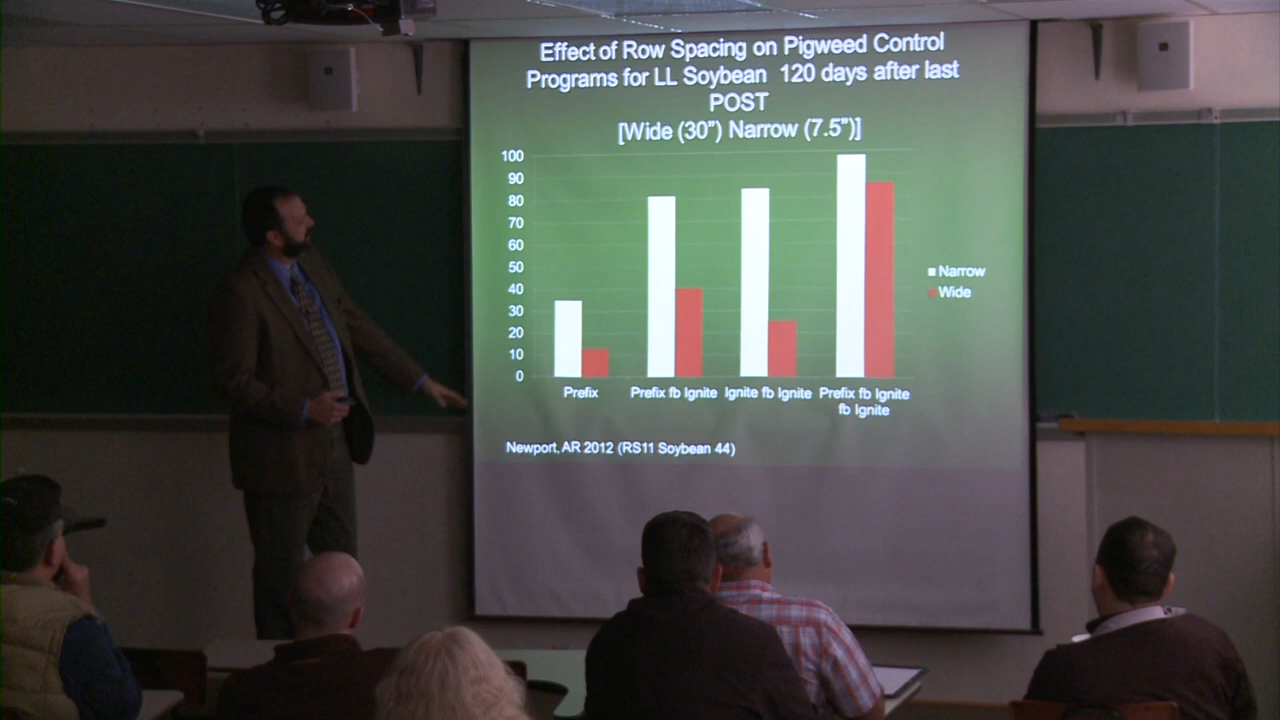 Effect of Row Spacing on Pigweed Control
Programs for LL Soybean 120 days after last
POST
[Wide (30”) Narrow (7.5”)]
100
90
80
70
60
50
40
30
20
10
0
Narrow
Wide
Prefix
Prefix fb Ignite
Ignite fb Ignite
Prefix fb Ignite
fb Ignite
Newport, AR 2012 (RS11 Soybean 44)